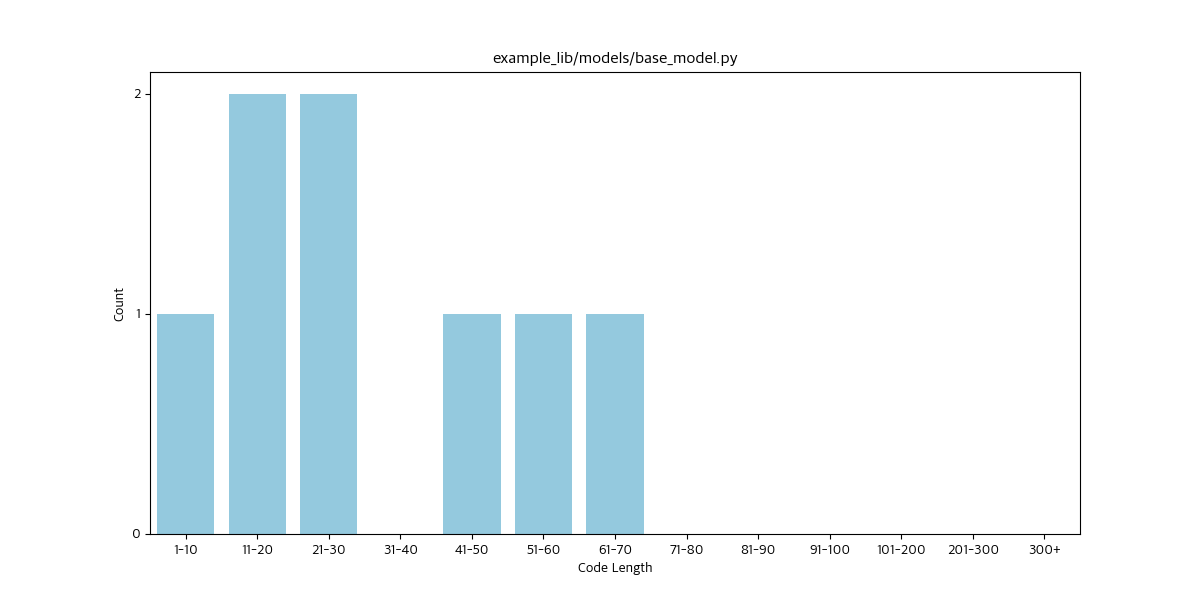 example_lib/models/base_model.py
2
1
0
Count
1-10 11-20 21-30 31-40 41-50 51-60 61-70 71-80 81-90 91-100 101-200 201-300 300+
Code Length